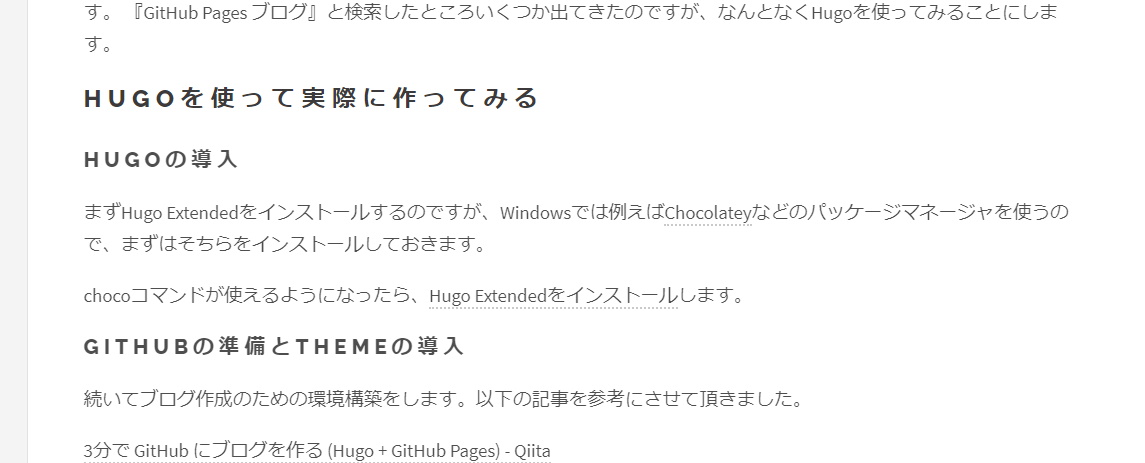 す。『GitHub Pages ブログ』と検索したところいくつか出てきたのですが、なんとなくHugoを使ってみることにしま
す。
HUGOを使って実際に作ってみる
HUGOの導入
まずHugo Extendedをインストールするのですが、Windowsでは例えばChocolateyなどのパッケージマネージャを使うの
で、まずはそちらをインストールしておきます。
chocoコマンドが使えるようになったら、Hugo Extendedをインストールします。
GITHUBの準備とTHEMEの導入
続いてブログ作成のための環境構築をします。以下の記事を参考にさせて頂きました。
3分で GitHub にブログを作る (Hugo + GitHub Pages) - Qiita